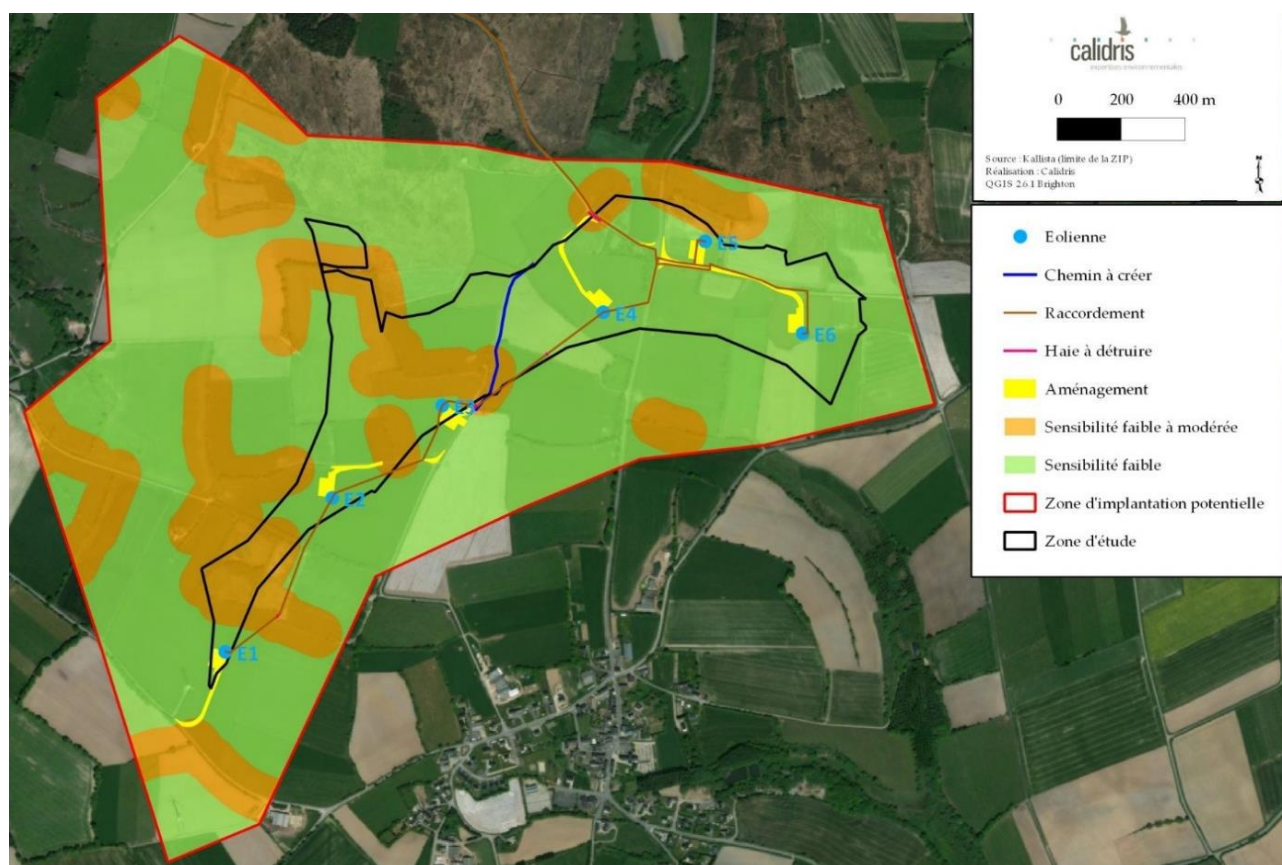 calidris
expertises environnementales
0 200 400 m
Source : Kallista (limite de la ZIP)
Réalisation : Calidris
QGIS 2.6.1 Brighton
N
Eolienne
Chemin à créer
Raccordement
Haie à détruire
Aménagement
Sensibilité faible à modérée
Sensibilité faible
Zone d'implantation potentielle
Zone d'étude
E5
E4
E6
E3
E2
E1